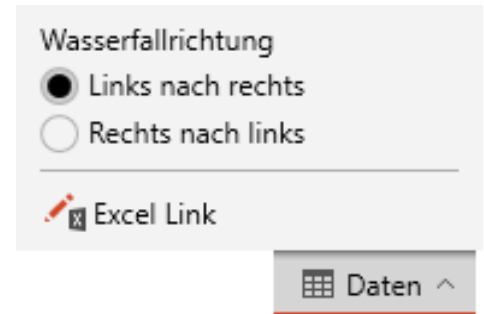 Wasserfallrichtung
Links nach rechts
Rechts nach links
Excel Link
Daten